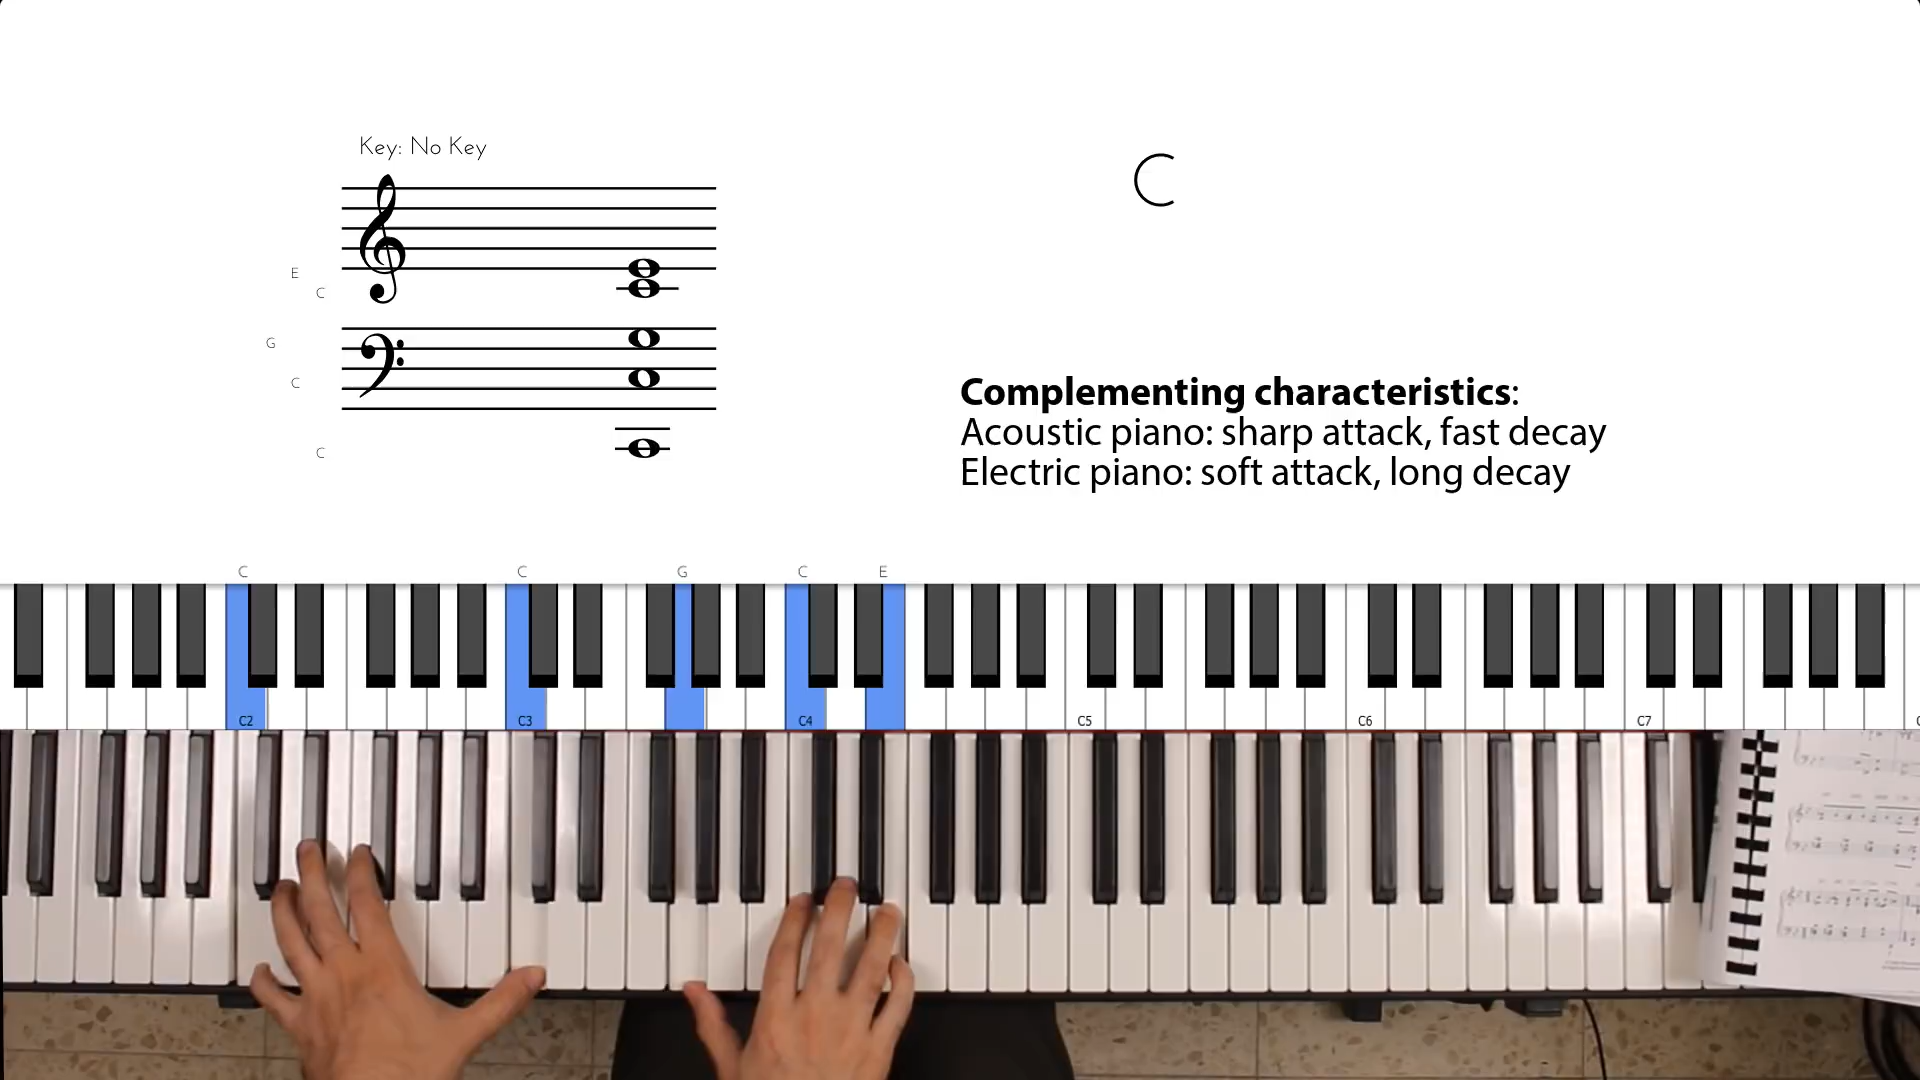 Key: No Key
C
E
C
G
C
C
Complementing characteristics:
Acoustic piano: sharp attack, fast decay
Electric piano: soft attack, long decay
C C G C E
C2 C3 C4 C5 C6 C7